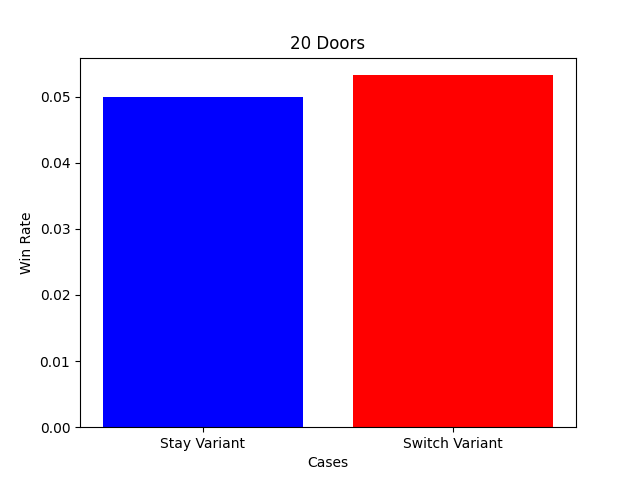 20 Doors
Win Rate
0.05
0.04
0.03
0.02
0.01
0.00
Stay Variant
Switch Variant
Cases